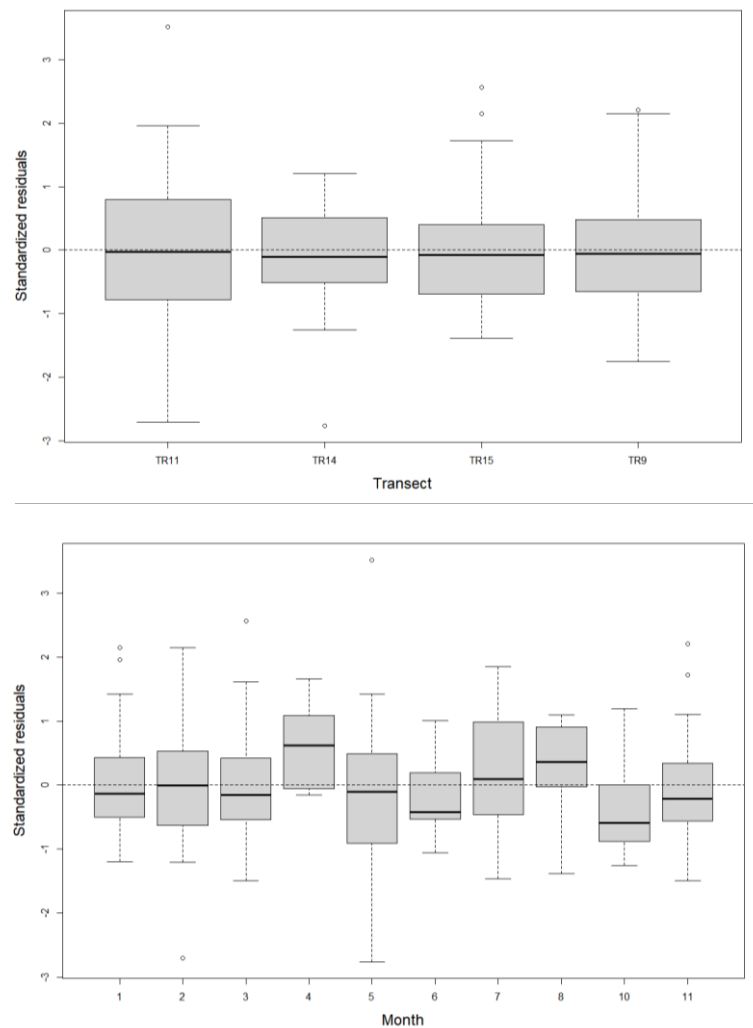 3
2
1
0
-1
-2
-3
Standardized residuals
TR11 TR14 TR15 TR9
Transect
3
2
1
0
-1
-2
-3
Standardized residuals
1 2 3 4 5 6 7 8 10 11
Month